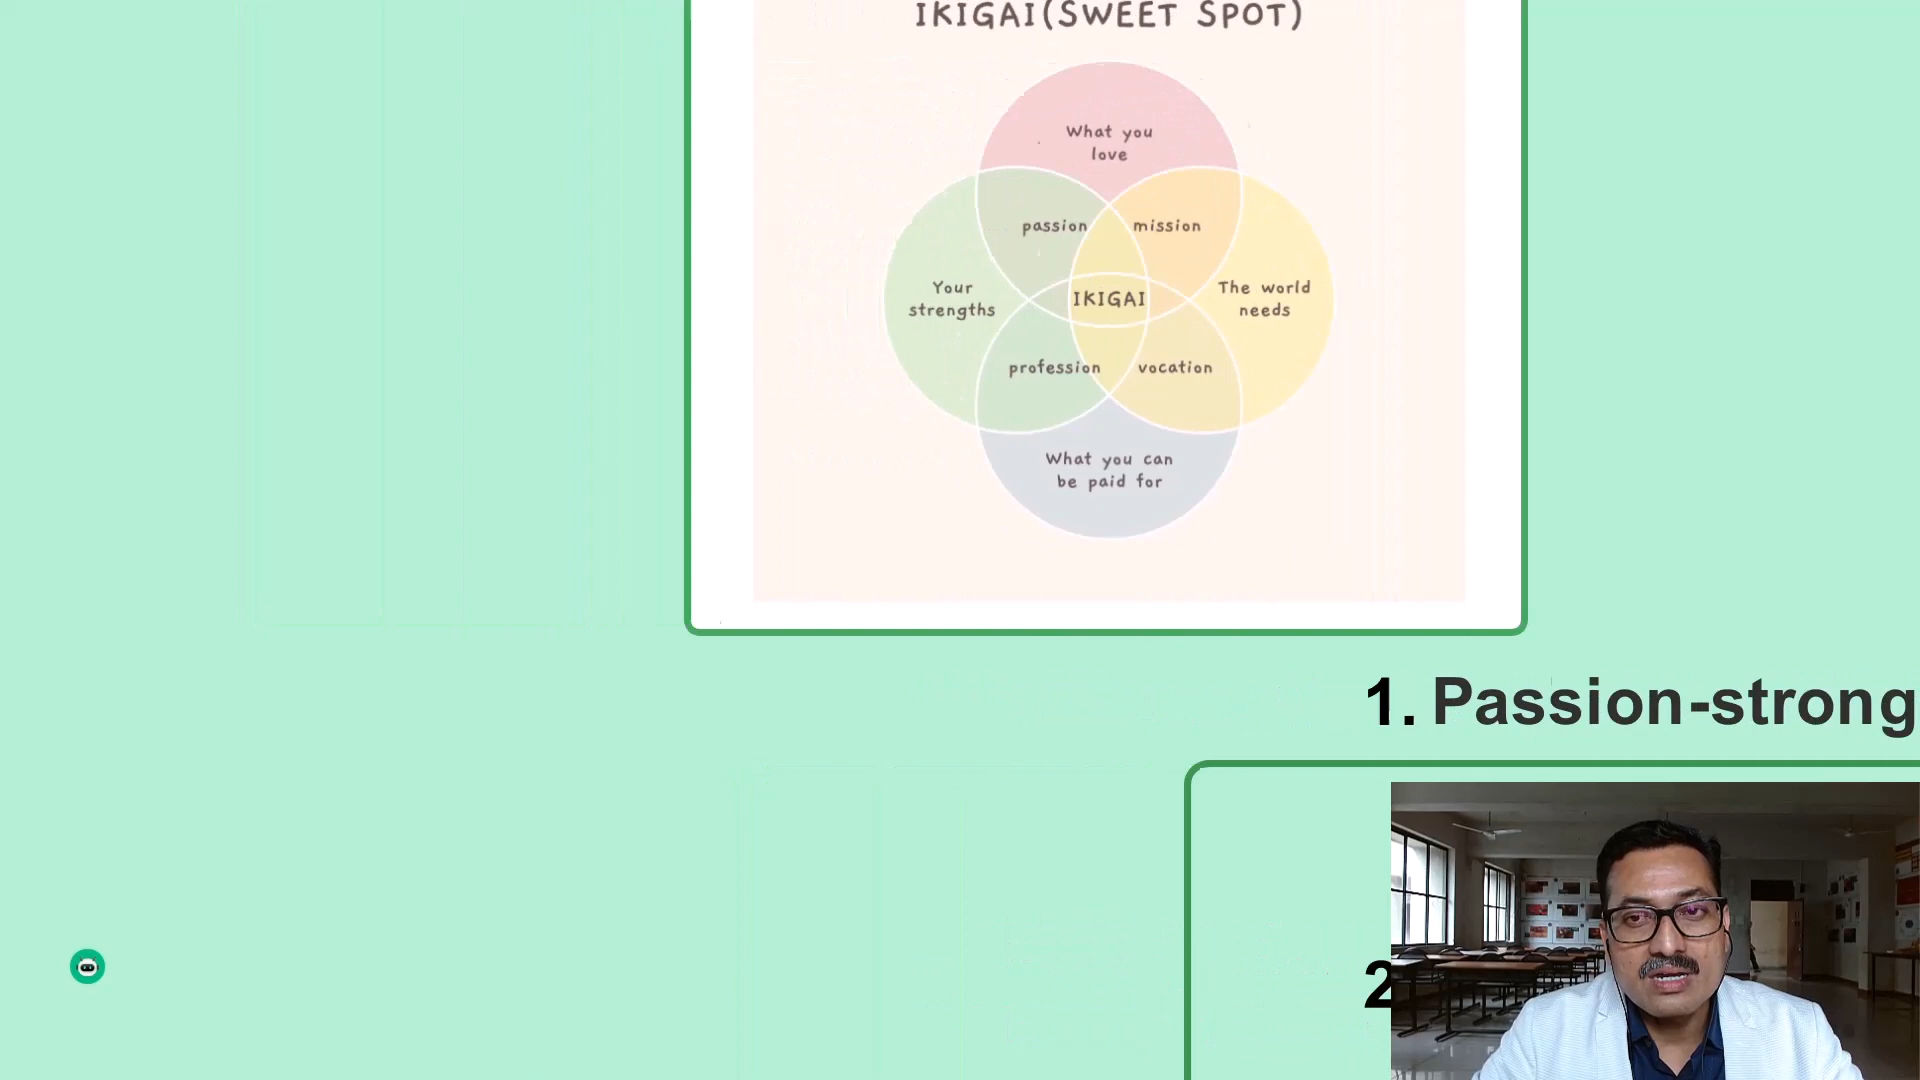 IKIGAI(SWEET SPOT)
What you
love
passion
mission
Your
strengths
IKIGAI
The world
needs
profession
vocation
What you can
be paid for
1. Passion-strong
2